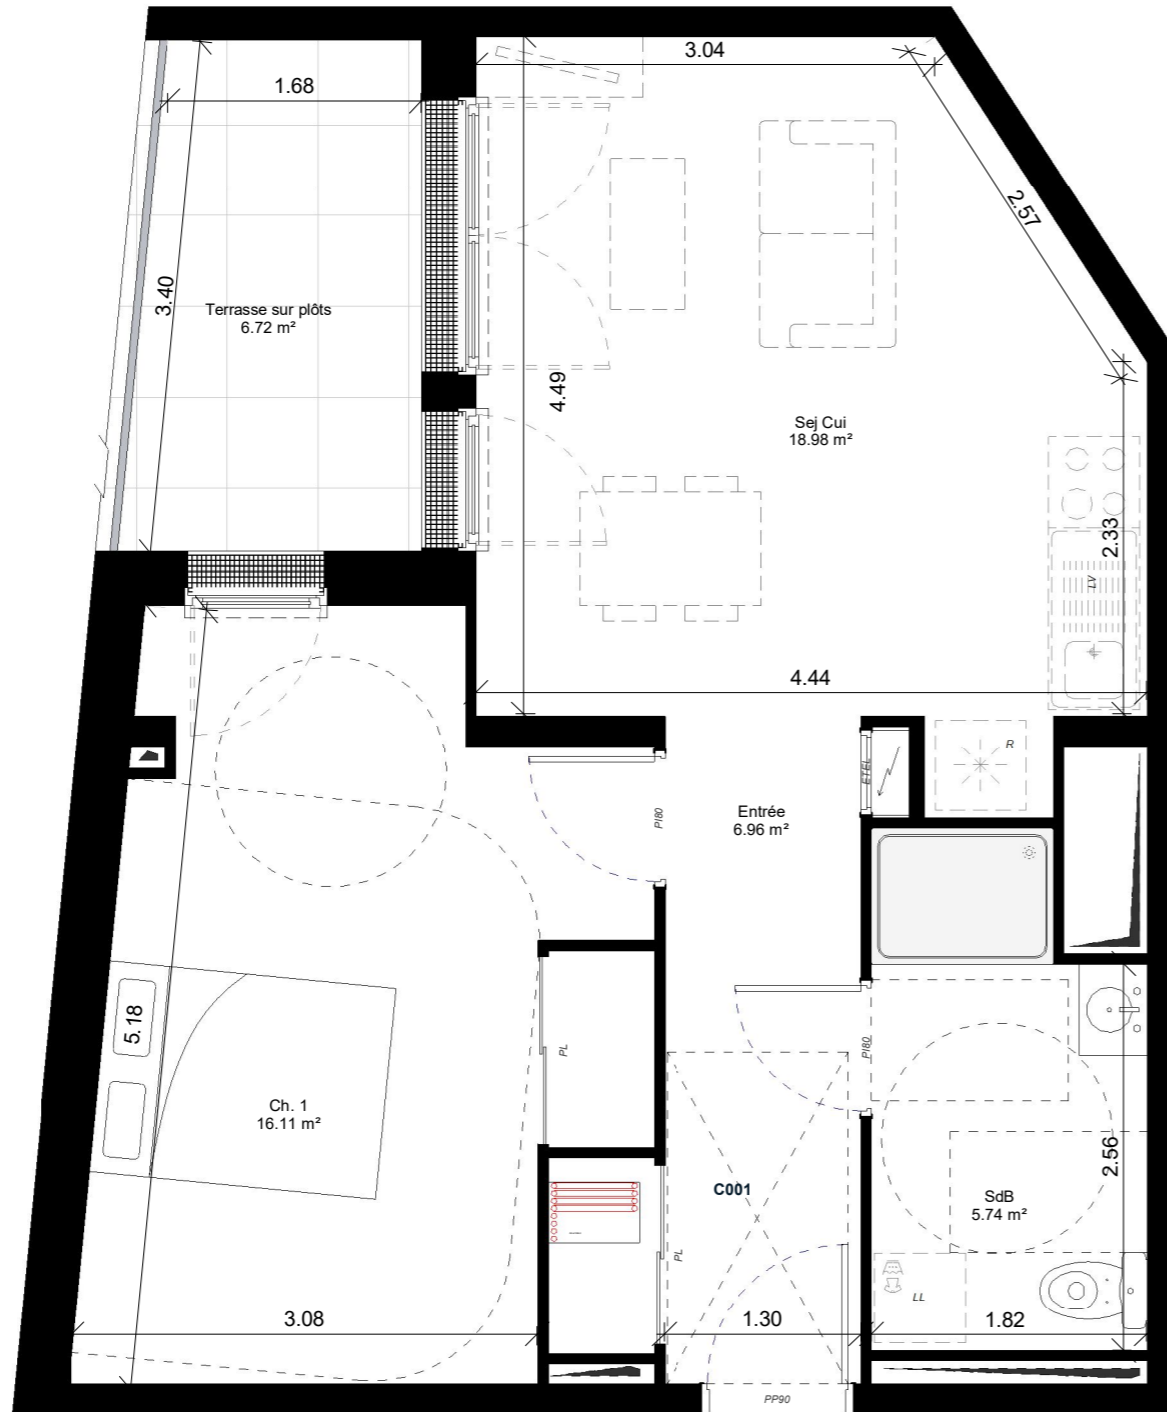 3.04
1.68
2.57
3.40
Terrasse sur plôts
6.72 m²
4.49
Sej Cui
18.98 m²
2.33
LV
4.44
R
ETEL
PI80
Entrée
6.96 m²
5.18
PL
PI80
Ch. 1
16.11 m²
2.56
C001
SdB
5.74 m²
PL
LL
3.08
1.30
1.82
PP90